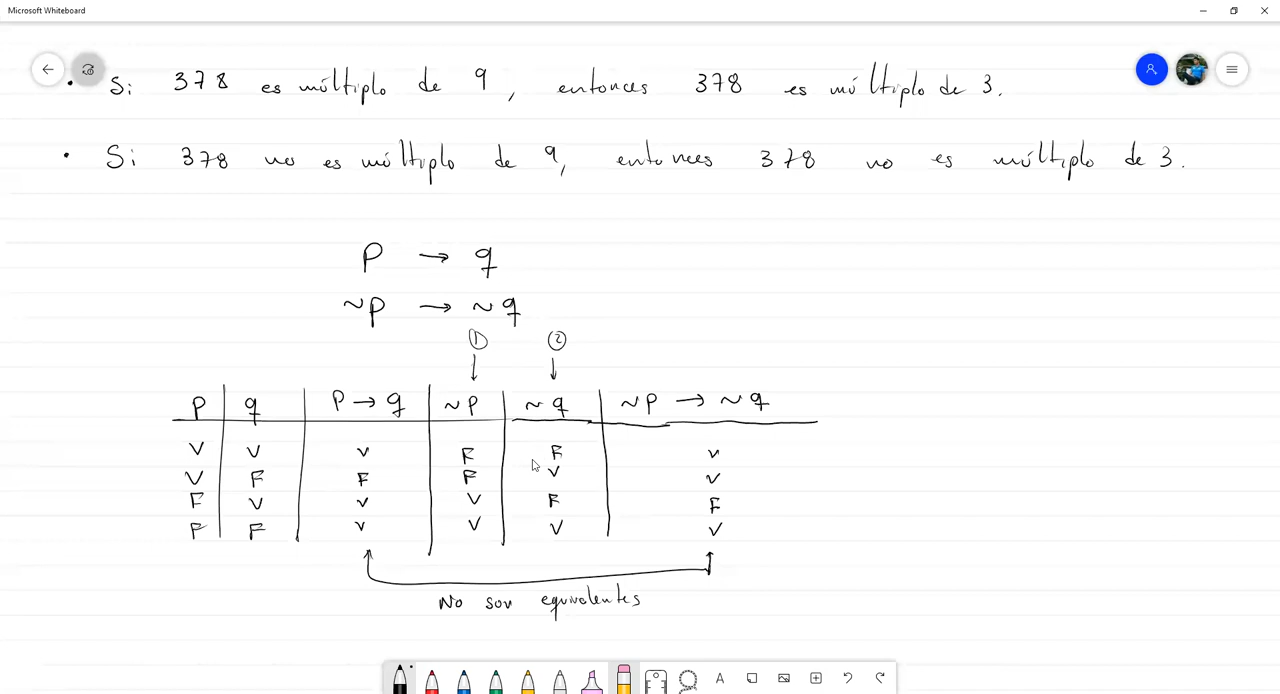 Microsoft Whiteboard
• Si 378 es múltiplo de 9, entonces 378 es múltiplo de 3.
• Si 378 no es múltiplo de 9, entonces 378 no es múltiplo de 3.
P → q
~P → ~q
① ②
P q P → q ~P ~q ~P → ~q
V V V F F V
V F F F V V
F V V V F F
F F V V V V
No son equivalentes
A